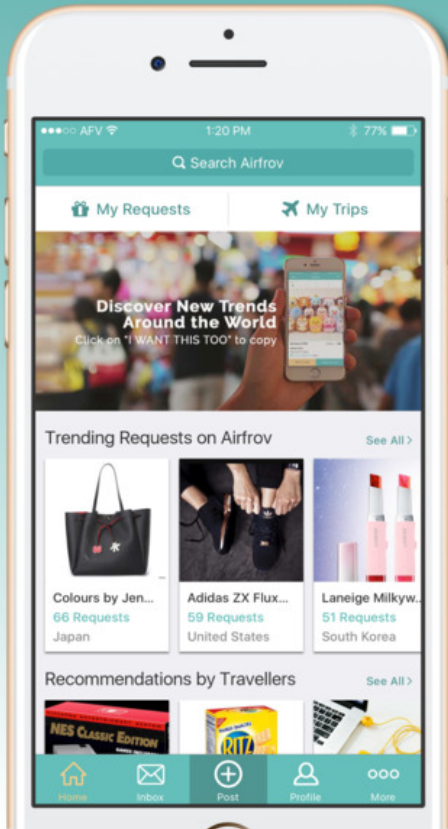 AFV 1:20 PM 77%
Search Airfrov
My Requests My Trips
Discover New Trends
Around the World
Click on "I WANT THIS TOO" to copy
Trending Requests on Airfrov See All >
Colours by Jen... Adidas ZX Flux... Laneige Milkyw...
66 Requests 59 Requests 51 Requests
Japan United States South Korea
Recommendations by Travellers See All >
NES CLASSIC EDITION
RITZ
Home Inbox Post Profile More